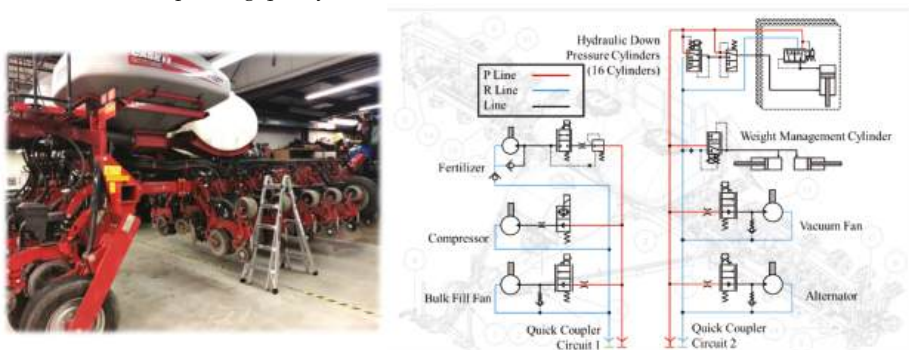 Hydraulic Down
Pressure Cylinders
(16 Cylinders)
P Line
R Line
Line
Fertilizer
Weight Management Cylinder
Compressor
Vacuum Fan
Bulk Fill Fan
Alternator
Quick Coupler
Circuit 1
Quick Coupler
Circuit 2